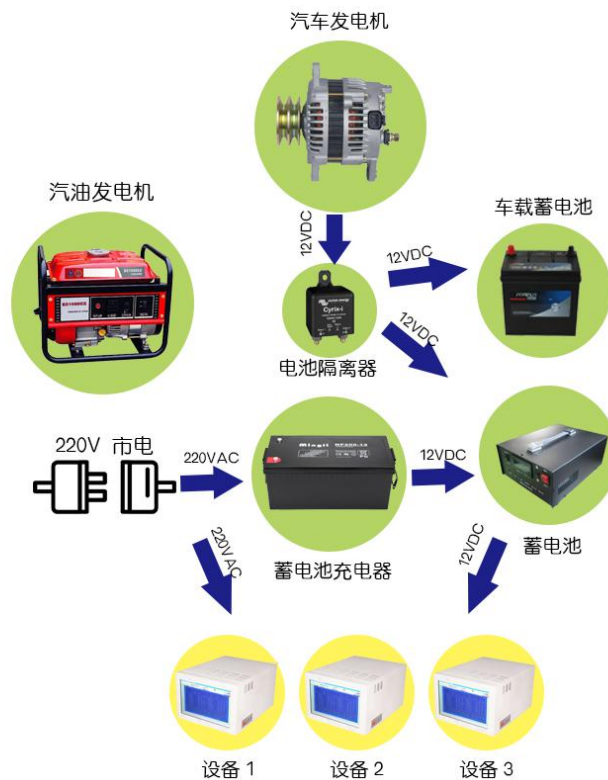 汽车发电机
汽油发电机
车载蓄电池
12VDC
12VDC
12VDC
Cyrix-i
电池隔离器
220V 市电
220VAC
12VDC
220VAC
12VDC
蓄电池充电器
蓄电池
设备 1
设备 2
设备 3